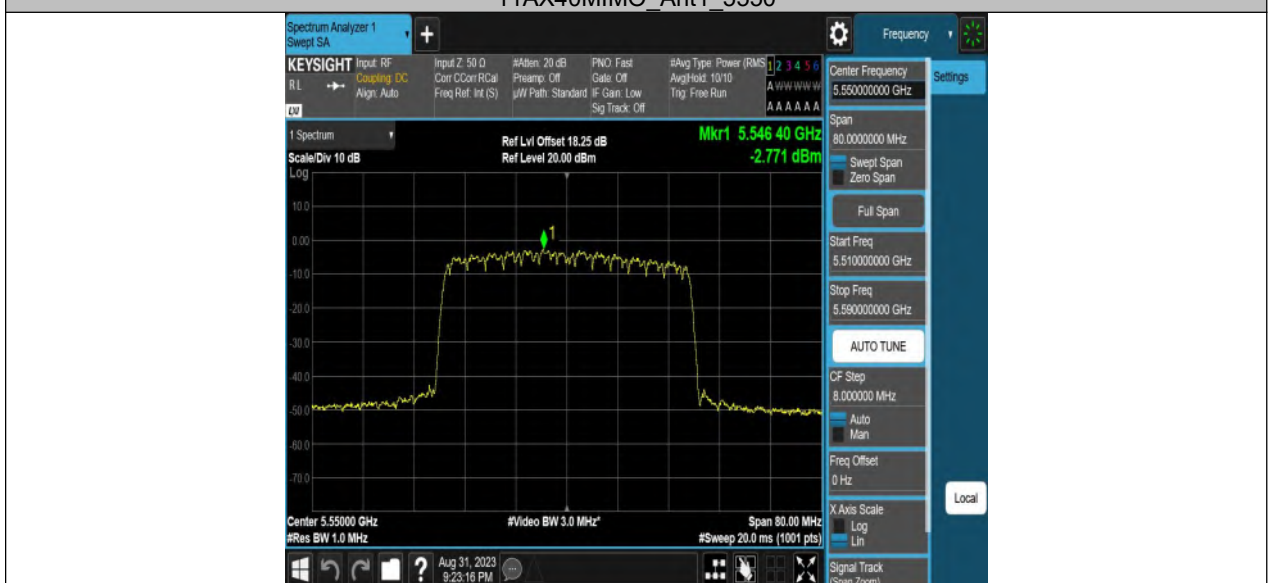 11AX40MIMO_Ant1_5550
Spectrum Analyzer 1
Swept SA
Frequency
KEYSIGHT
RL
LXI
Input: RF
Coupling: DC
Align: Auto
Input Z: 50 Ω
Corr CCorr RCal
Freq Ref: Int (S)
#Atten: 20 dB
Preamp: Off
µW Path: Standard
PNO: Fast
Gate: Off
IF Gain: Low
Sig Track: Off
#Avg Type: Power (RMS
Avg|Hold: 10/10
Trig: Free Run
1 2 3 4 5 6
A W W W W W
A A A A A A
1 Spectrum
Scale/Div 10 dB
Log
Ref Lvl Offset 18.25 dB
Ref Level 20.00 dBm
Mkr1 5.546 40 GHz
-2.771 dBm
10.0
0.00
-10.0
-20.0
-30.0
-40.0
-50.0
-60.0
-70.0
1
Center 5.55000 GHz
#Res BW 1.0 MHz
#Video BW 3.0 MHz*
Span 80.00 MHz
#Sweep 20.0 ms (1001 pts)
Center Frequency
5.550000000 GHz
Settings
Span
80.0000000 MHz
Swept Span
Zero Span
Full Span
Start Freq
5.510000000 GHz
Stop Freq
5.590000000 GHz
AUTO TUNE
CF Step
8.000000 MHz
Auto
Man
Freq Offset
0 Hz
X Axis Scale
Log
Lin
Local
Signal Track
(Span Zoom)
?
Aug 31, 2023
9:23:16 PM